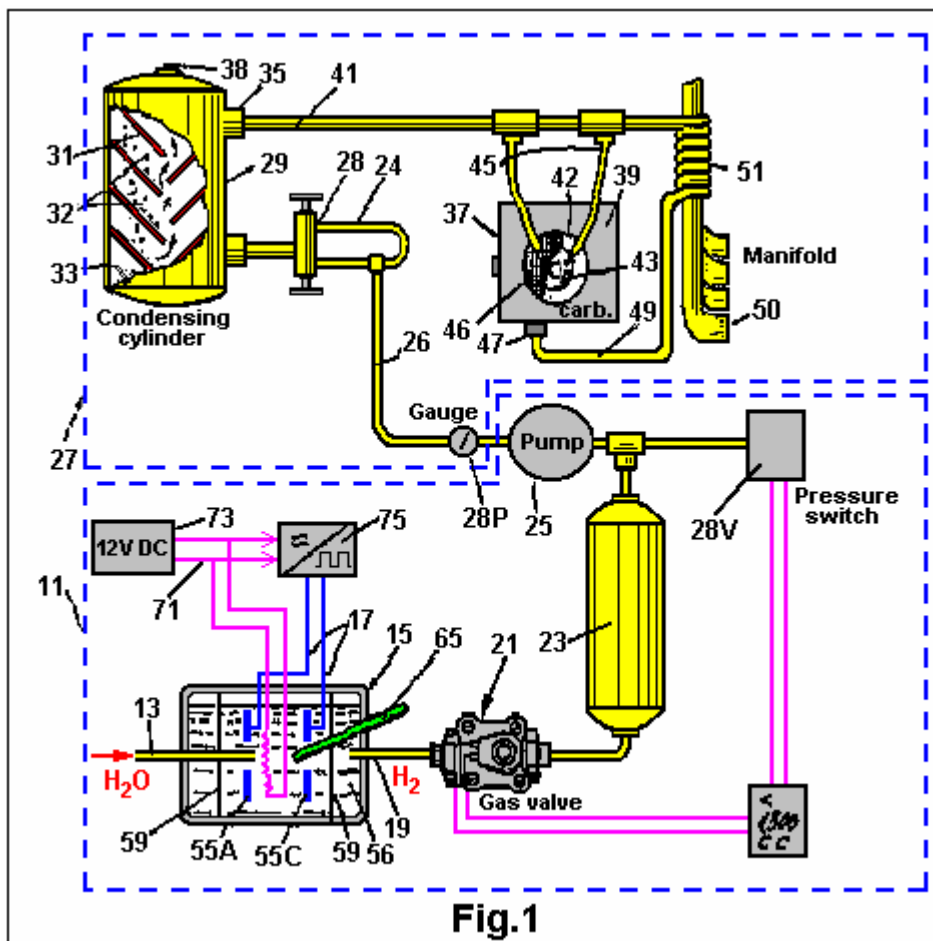 38
35
41
31
32
33
29
28
24
45
42
39
37
43
46
47
carb.
49
51
Manifold
50
Condensing
cylinder
26
27
Gauge
28P
Pump
25
28V
Pressure
switch
73
12V DC
71
75
11
17
15
65
21
23
13
H₂O
H₂
Gas valve
59
55A
55C
59
56
19
Fig.1